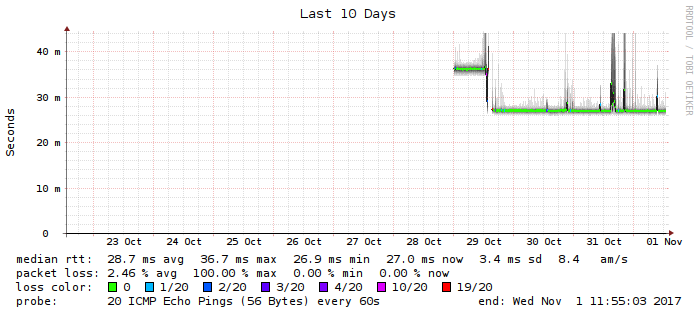 Last 10 Days
RRDTOOL / TOBI OETIKER
Seconds
40 m
30 m
20 m
10 m
0
23 Oct 24 Oct 25 Oct 26 Oct 27 Oct 28 Oct 29 Oct 30 Oct 31 Oct 01 Nov
median rtt: 28.7 ms avg 36.7 ms max 26.9 ms min 27.0 ms now 3.4 ms sd 8.4 am/s
packet loss: 2.46 % avg 100.00 % max 0.00 % min 0.00 % now
loss color: 0 1/20 2/20 3/20 4/20 10/20 19/20
probe: 20 ICMP Echo Pings (56 Bytes) every 60s end: Wed Nov 1 11:55:03 2017